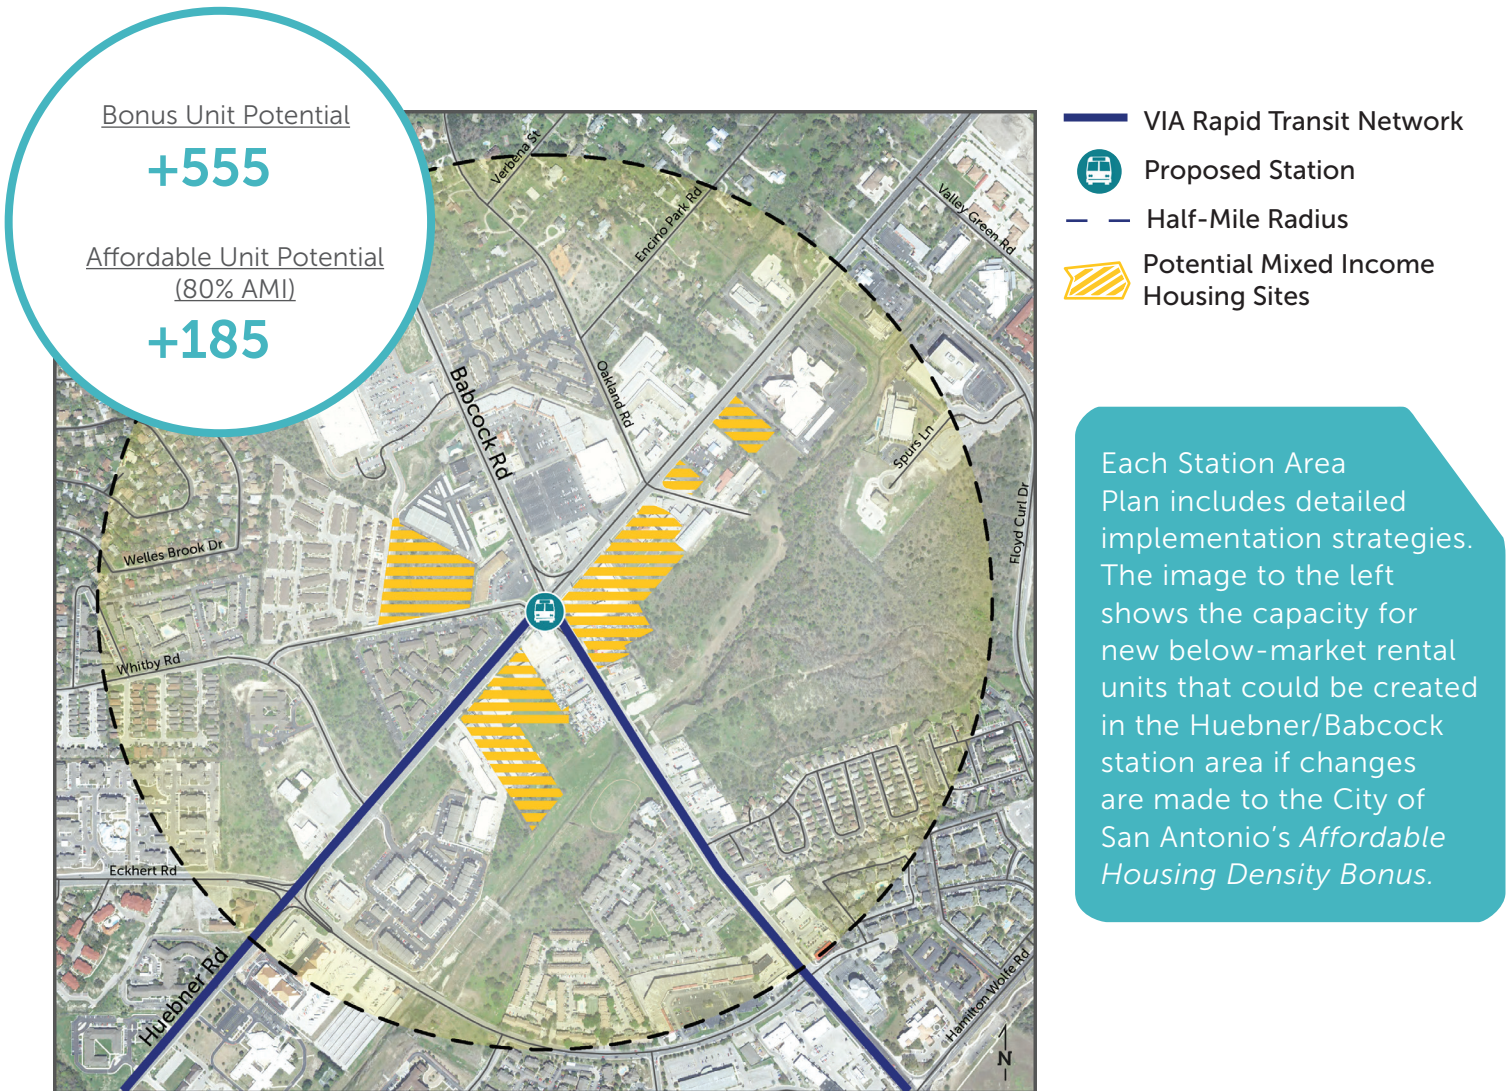 Bonus Unit Potential
+555
Affordable Unit Potential
(80% AMI)
+185
VIA Rapid Transit Network
Proposed Station
Half-Mile Radius
Potential Mixed Income
Housing Sites
Verbena St
Encino Park Rd
Valley Green Rd
Babcock Rd
Oakland Rd
Spurs Ln
Floyd Curl Dr
Welles Brook Dr
Whitby Rd
Eckhert Rd
Huebner Rd
Hamilton Wolfe Rd
N
Each Station Area
Plan includes detailed
implementation strategies.
The image to the left
shows the capacity for
new below-market rental
units that could be created
in the Huebner/Babcock
station area if changes
are made to the City of
San Antonio's Affordable
Housing Density Bonus.